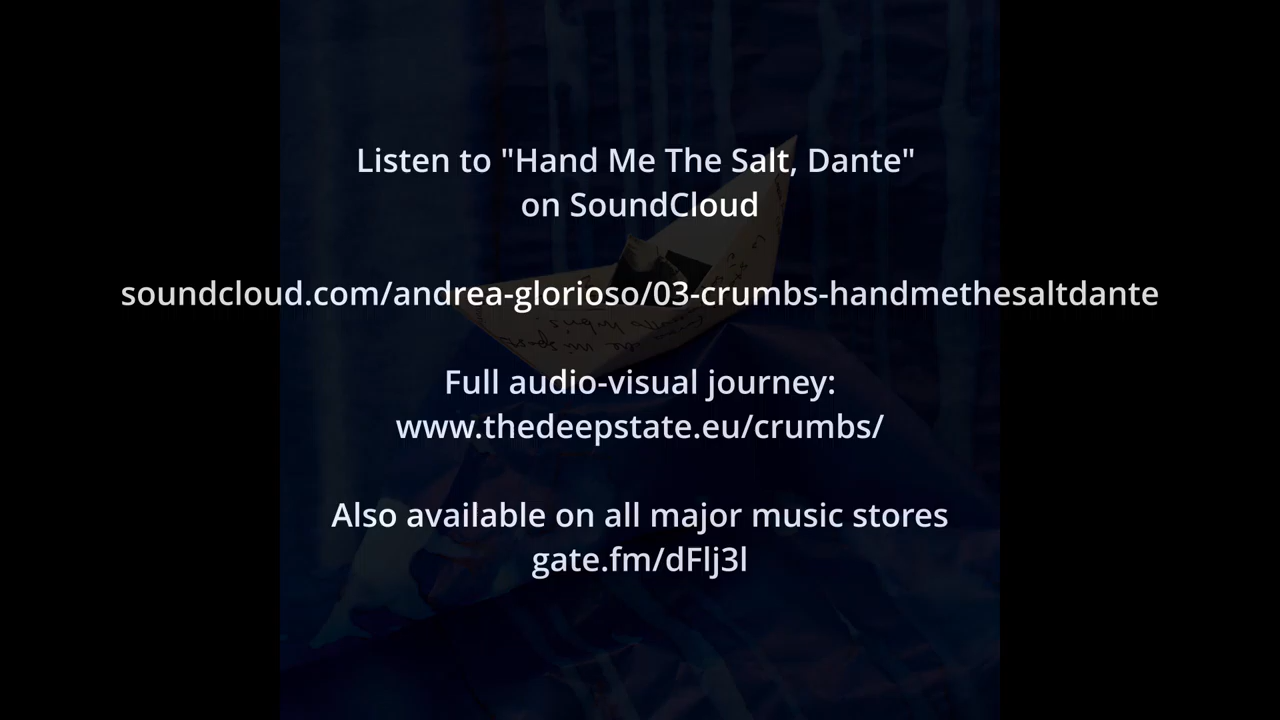 Listen to "Hand Me The Salt, Dante"
on SoundCloud
soundcloud.com/andrea-glorioso/03-crumbs-handmethesaltdante
Full audio-visual journey:
www.thedeepstate.eu/crumbs/
Also available on all major music stores
gate.fm/dFlj3l